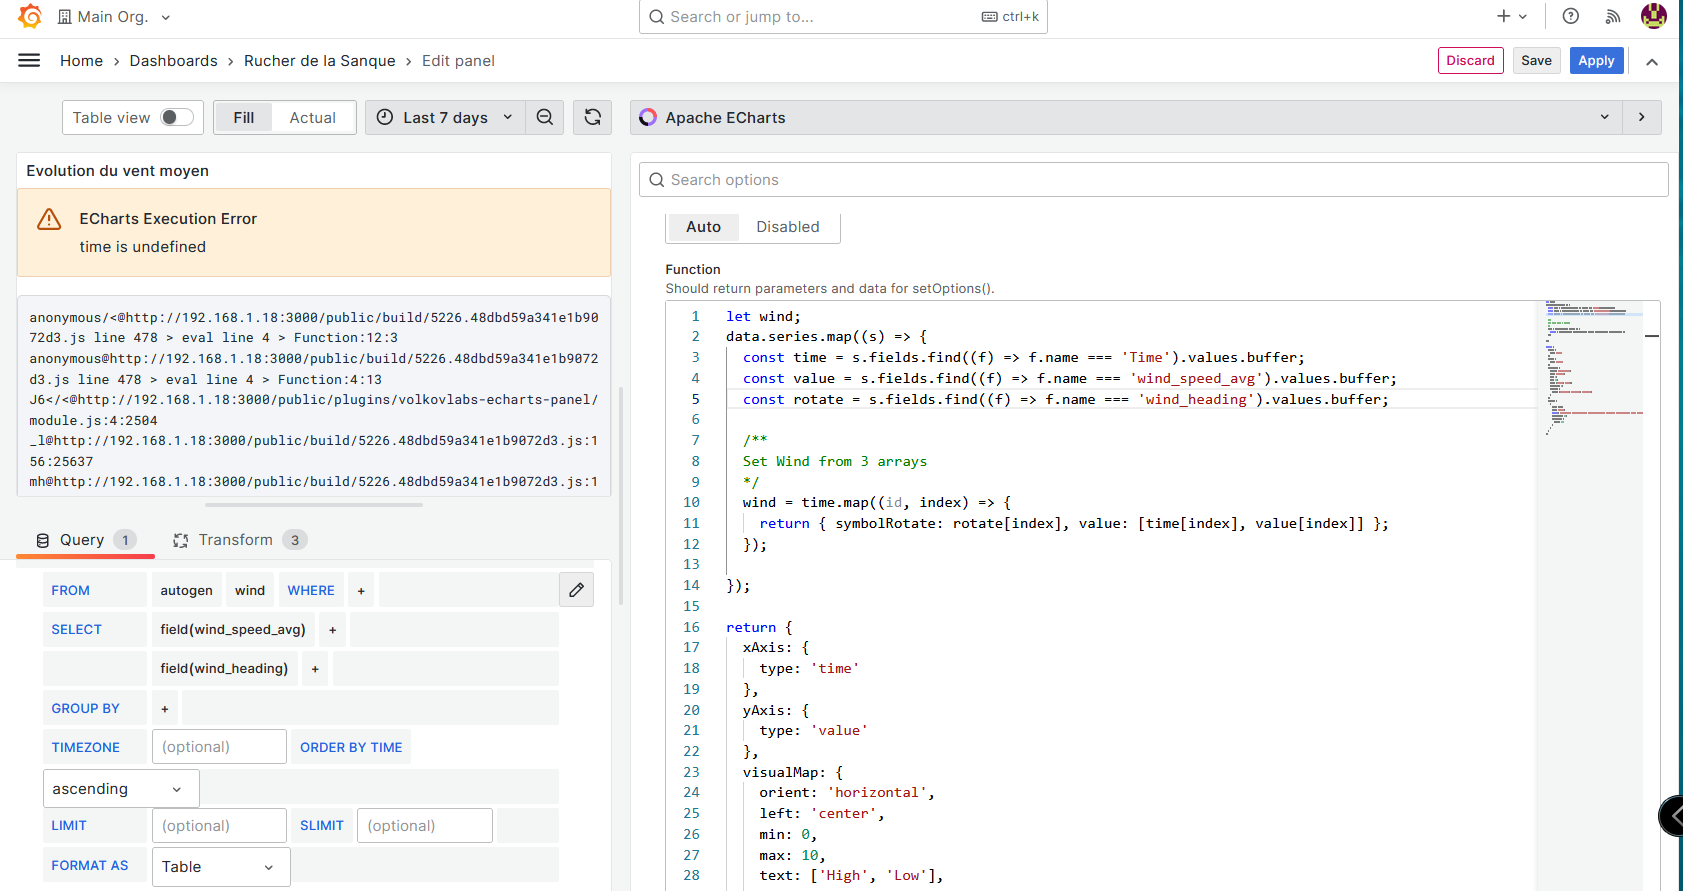 Main Org.
Search or jump to...
ctrl+k
Home › Dashboards › Rucher de la Sanque › Edit panel
Discard
Save
Apply
Table view
Fill
Actual
Last 7 days
Apache ECharts
Evolution du vent moyen
ECharts Execution Error
time is undefined
anonymous/<@http://192.168.1.18:3000/public/build/5226.48dbd59a341e1b90
72d3.js line 478 > eval line 4 > Function:12:3
anonymous@http://192.168.1.18:3000/public/build/5226.48dbd59a341e1b9072
d3.js line 478 > eval line 4 > Function:4:13
J6</<@http://192.168.1.18:3000/public/plugins/volkovlabs-echarts-panel/
module.js:4:2504
_l@http://192.168.1.18:3000/public/build/5226.48dbd59a341e1b9072d3.js:1
56:25637
mh@http://192.168.1.18:3000/public/build/5226.48dbd59a341e1b9072d3.js:1
Query 1
Transform 3
FROM autogen wind WHERE +
SELECT field(wind_speed_avg) +
field(wind_heading) +
GROUP BY +
TIMEZONE (optional) ORDER BY TIME
ascending
LIMIT (optional) SLIMIT (optional)
FORMAT AS Table
Search options
Auto
Disabled
Function
Should return parameters and data for setOptions().
1 let wind;
2 data.series.map((s) => {
3 const time = s.fields.find((f) => f.name === 'Time').values.buffer;
4 const value = s.fields.find((f) => f.name === 'wind_speed_avg').values.buffer;
5 const rotate = s.fields.find((f) => f.name === 'wind_heading').values.buffer;
6
7 /**
8 Set Wind from 3 arrays
9 */
10 wind = time.map((id, index) => {
11 return { symbolRotate: rotate[index], value: [time[index], value[index]] };
12 });
13
14 });
15
16 return {
17 xAxis: {
18 type: 'time'
19 },
20 yAxis: {
21 type: 'value'
22 },
23 visualMap: {
24 orient: 'horizontal',
25 left: 'center',
26 min: 0,
27 max: 10,
28 text: ['High', 'Low'],